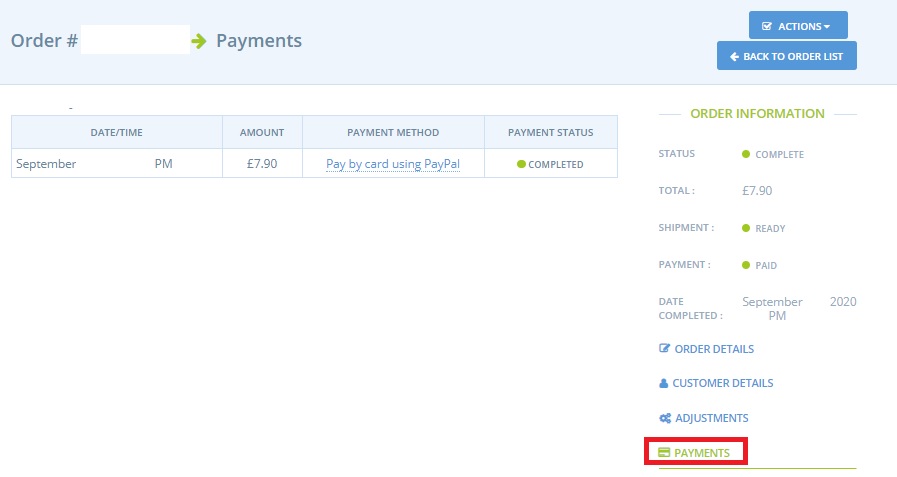 Order # Payments
ACTIONS
BACK TO ORDER LIST
DATE/TIME AMOUNT PAYMENT METHOD PAYMENT STATUS
September PM £7.90 Pay by card using PayPal COMPLETED
ORDER INFORMATION
STATUS COMPLETE
TOTAL : £7.90
SHIPMENT : READY
PAYMENT : PAID
DATE COMPLETED : September 2020 PM
ORDER DETAILS
CUSTOMER DETAILS
ADJUSTMENTS
PAYMENTS